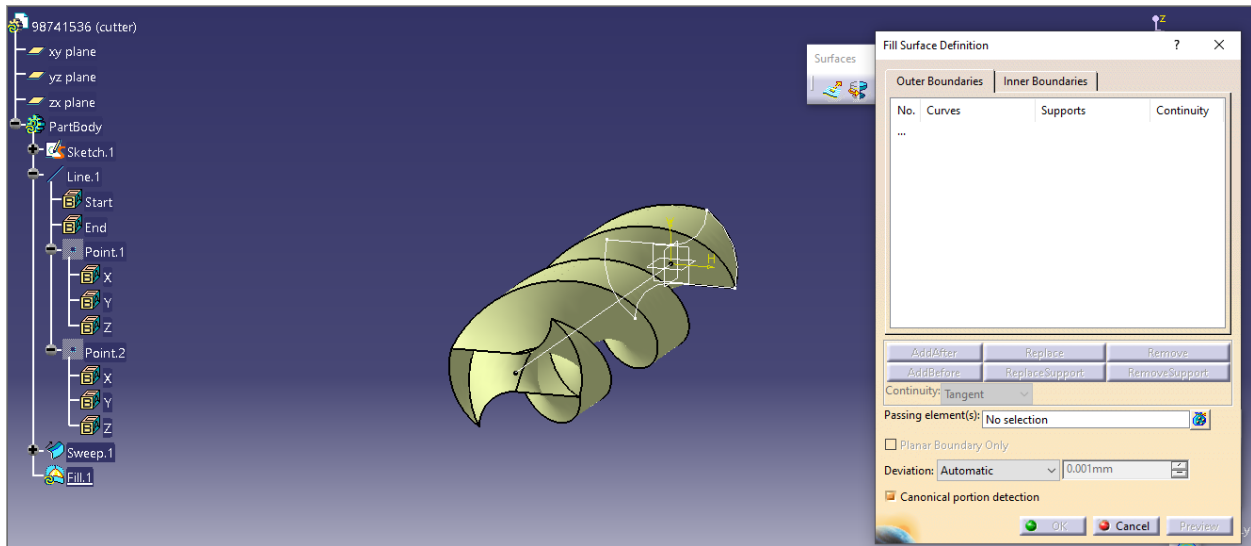 98741536 (cutter)
xy plane
yz plane
zx plane
PartBody
Sketch.1
Line.1
Start
End
Point.1
X
Y
Z
Point.2
X
Y
Z
Sweep.1
Fill.1
H
z
Surfaces
Fill Surface Definition
? ×
Outer Boundaries Inner Boundaries
No. Curves Supports Continuity
...
AddAfter Replace Remove
AddBefore ReplaceSupport RemoveSupport
Continuity: Tangent
Passing element(s): No selection
Planar Boundary Only
Deviation: Automatic 0.001mm
Canonical portion detection
OK Cancel Preview
y